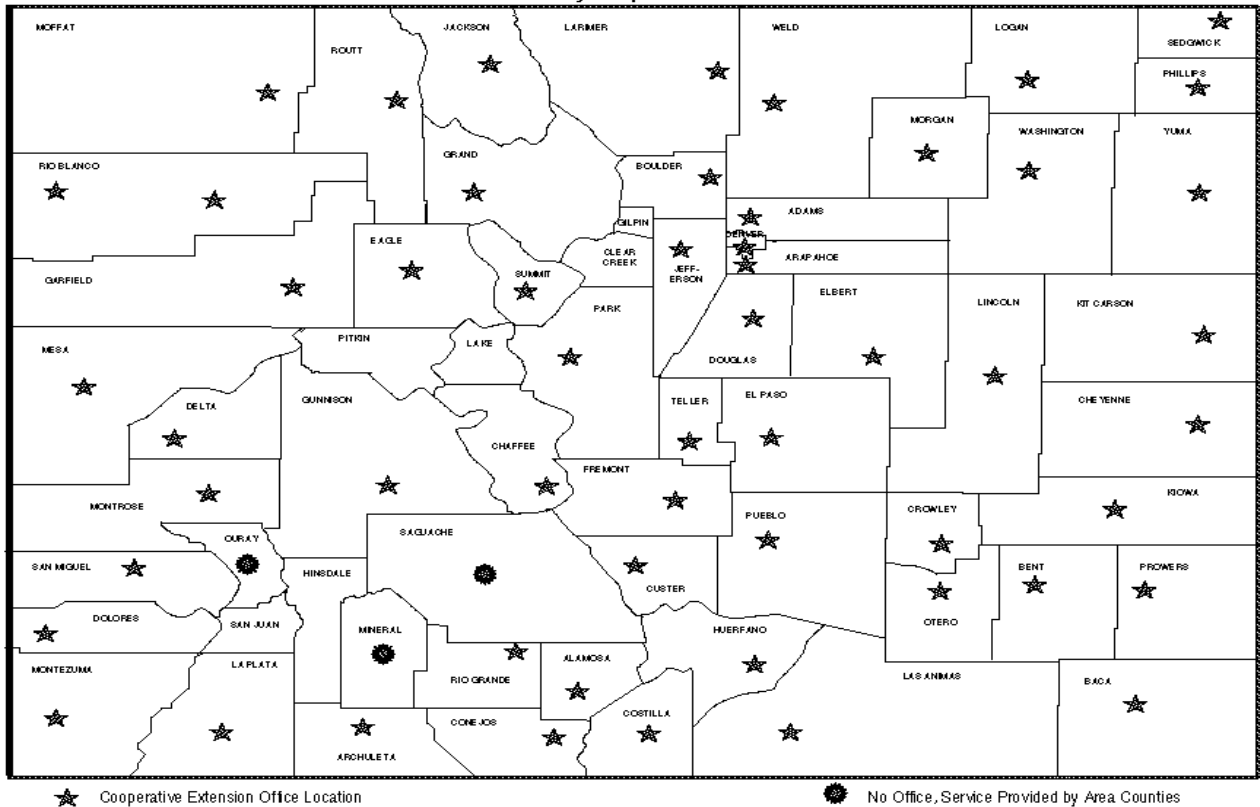 MOFFAT
ROUTT
JACKSON
LARIMER
WELD
LOGAN
SEDGWICK
PHILLIPS
MORGAN
WASHINGTON
YUMA
RIO BLANCO
GRAND
BOULDER
GILPIN
ADAMS
DENVER
EAGLE
CLEAR
CREEK
ARAPAHOE
GARFIELD
SUMMIT
JEFF-
ERSON
ELBERT
LINCOLN
KIT CARSON
PARK
MESA
PITKIN
LAKE
DOUGLAS
DELTA
GUNNISON
TELLER
EL PASO
CHEYENNE
CHAFFEE
FREMONT
MONTROSE
KIOWA
CROWLEY
PUEBLO
OURAY
SAGUACHE
SAN MIGUEL
HINSDALE
BENT
PROWERS
CUSTER
DOLORES
SAN JUAN
MINERAL
HUERFANO
OTERO
MONTEZUMA
LA PLATA
ALAMOSA
RIO GRANDE
LAS ANIMAS
BACA
CONEJOS
COSTILLA
ARCHULETA
Cooperative Extension Office Location
No Office, Service Provided by Area Counties